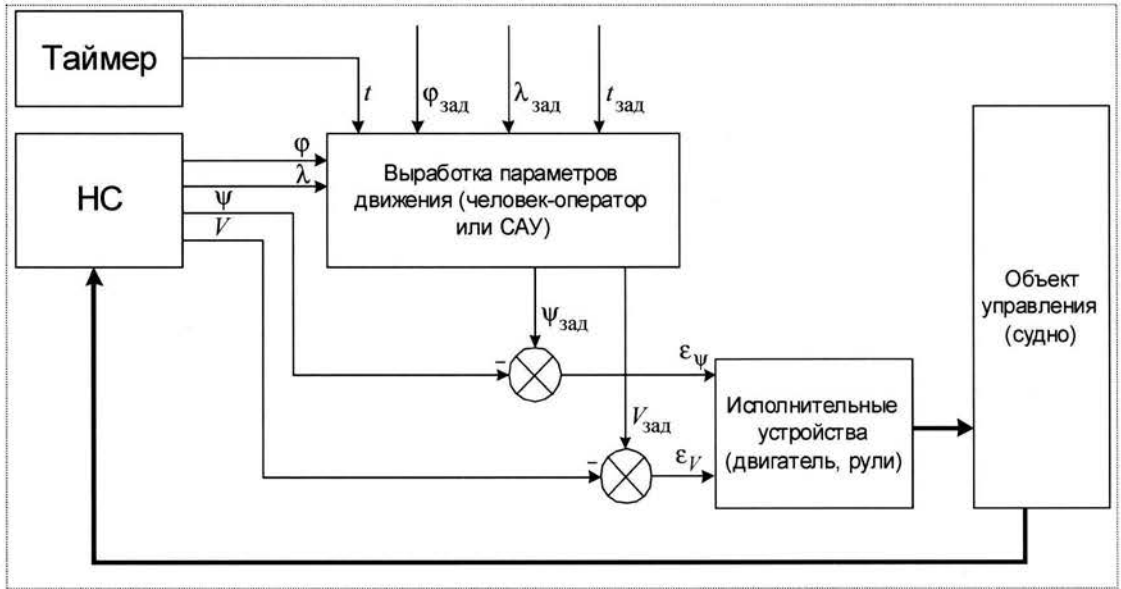 Таймер
t
φзад
λзад
tзад
НС
φ
λ
ψ
V
Выработка параметров
движения (человек-оператор
или САУ)
Объект
управления
(судно)
ψзад
–
εψ
Vзад
–
εV
Исполнительные
устройства
(двигатель, рули)